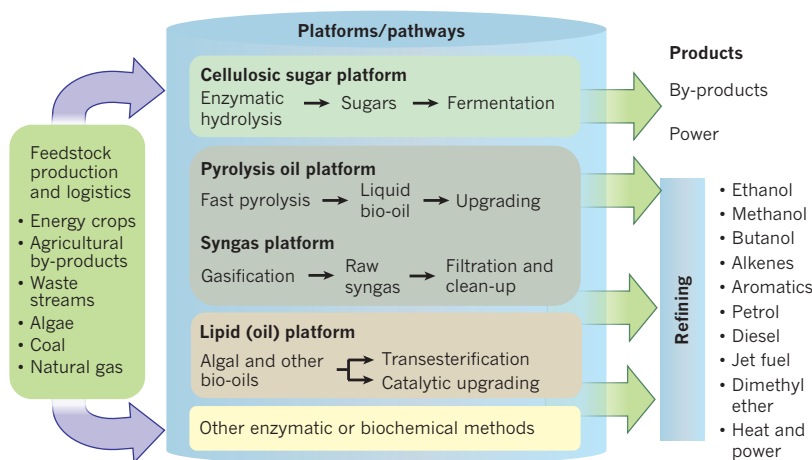 Platforms/pathways
Feedstock
production
and logistics
• Energy crops
• Agricultural
by-products
• Waste
streams
• Algae
• Coal
• Natural gas
Cellosic sugar platform
Enzymatic
hydrolysis
Sugars
Fermentation
Pyrolysis oil platform
Fast pyrolysis
Liquid
bio-oil
Upgrading
Syngas platform
Gasification
Raw
syngas
Filtration and
clean-up
Lipid (oil) platform
Algal and other
bio-oils
Transesterification
Catalytic upgrading
Other enzymatic or biochemical methods
Products
By-products
Power
Refining
• Ethanol
• Methanol
• Butanol
• Alkenes
• Aromatics
• Petrol
• Diesel
• Jet fuel
• Dimethyl
ether
• Heat and
power